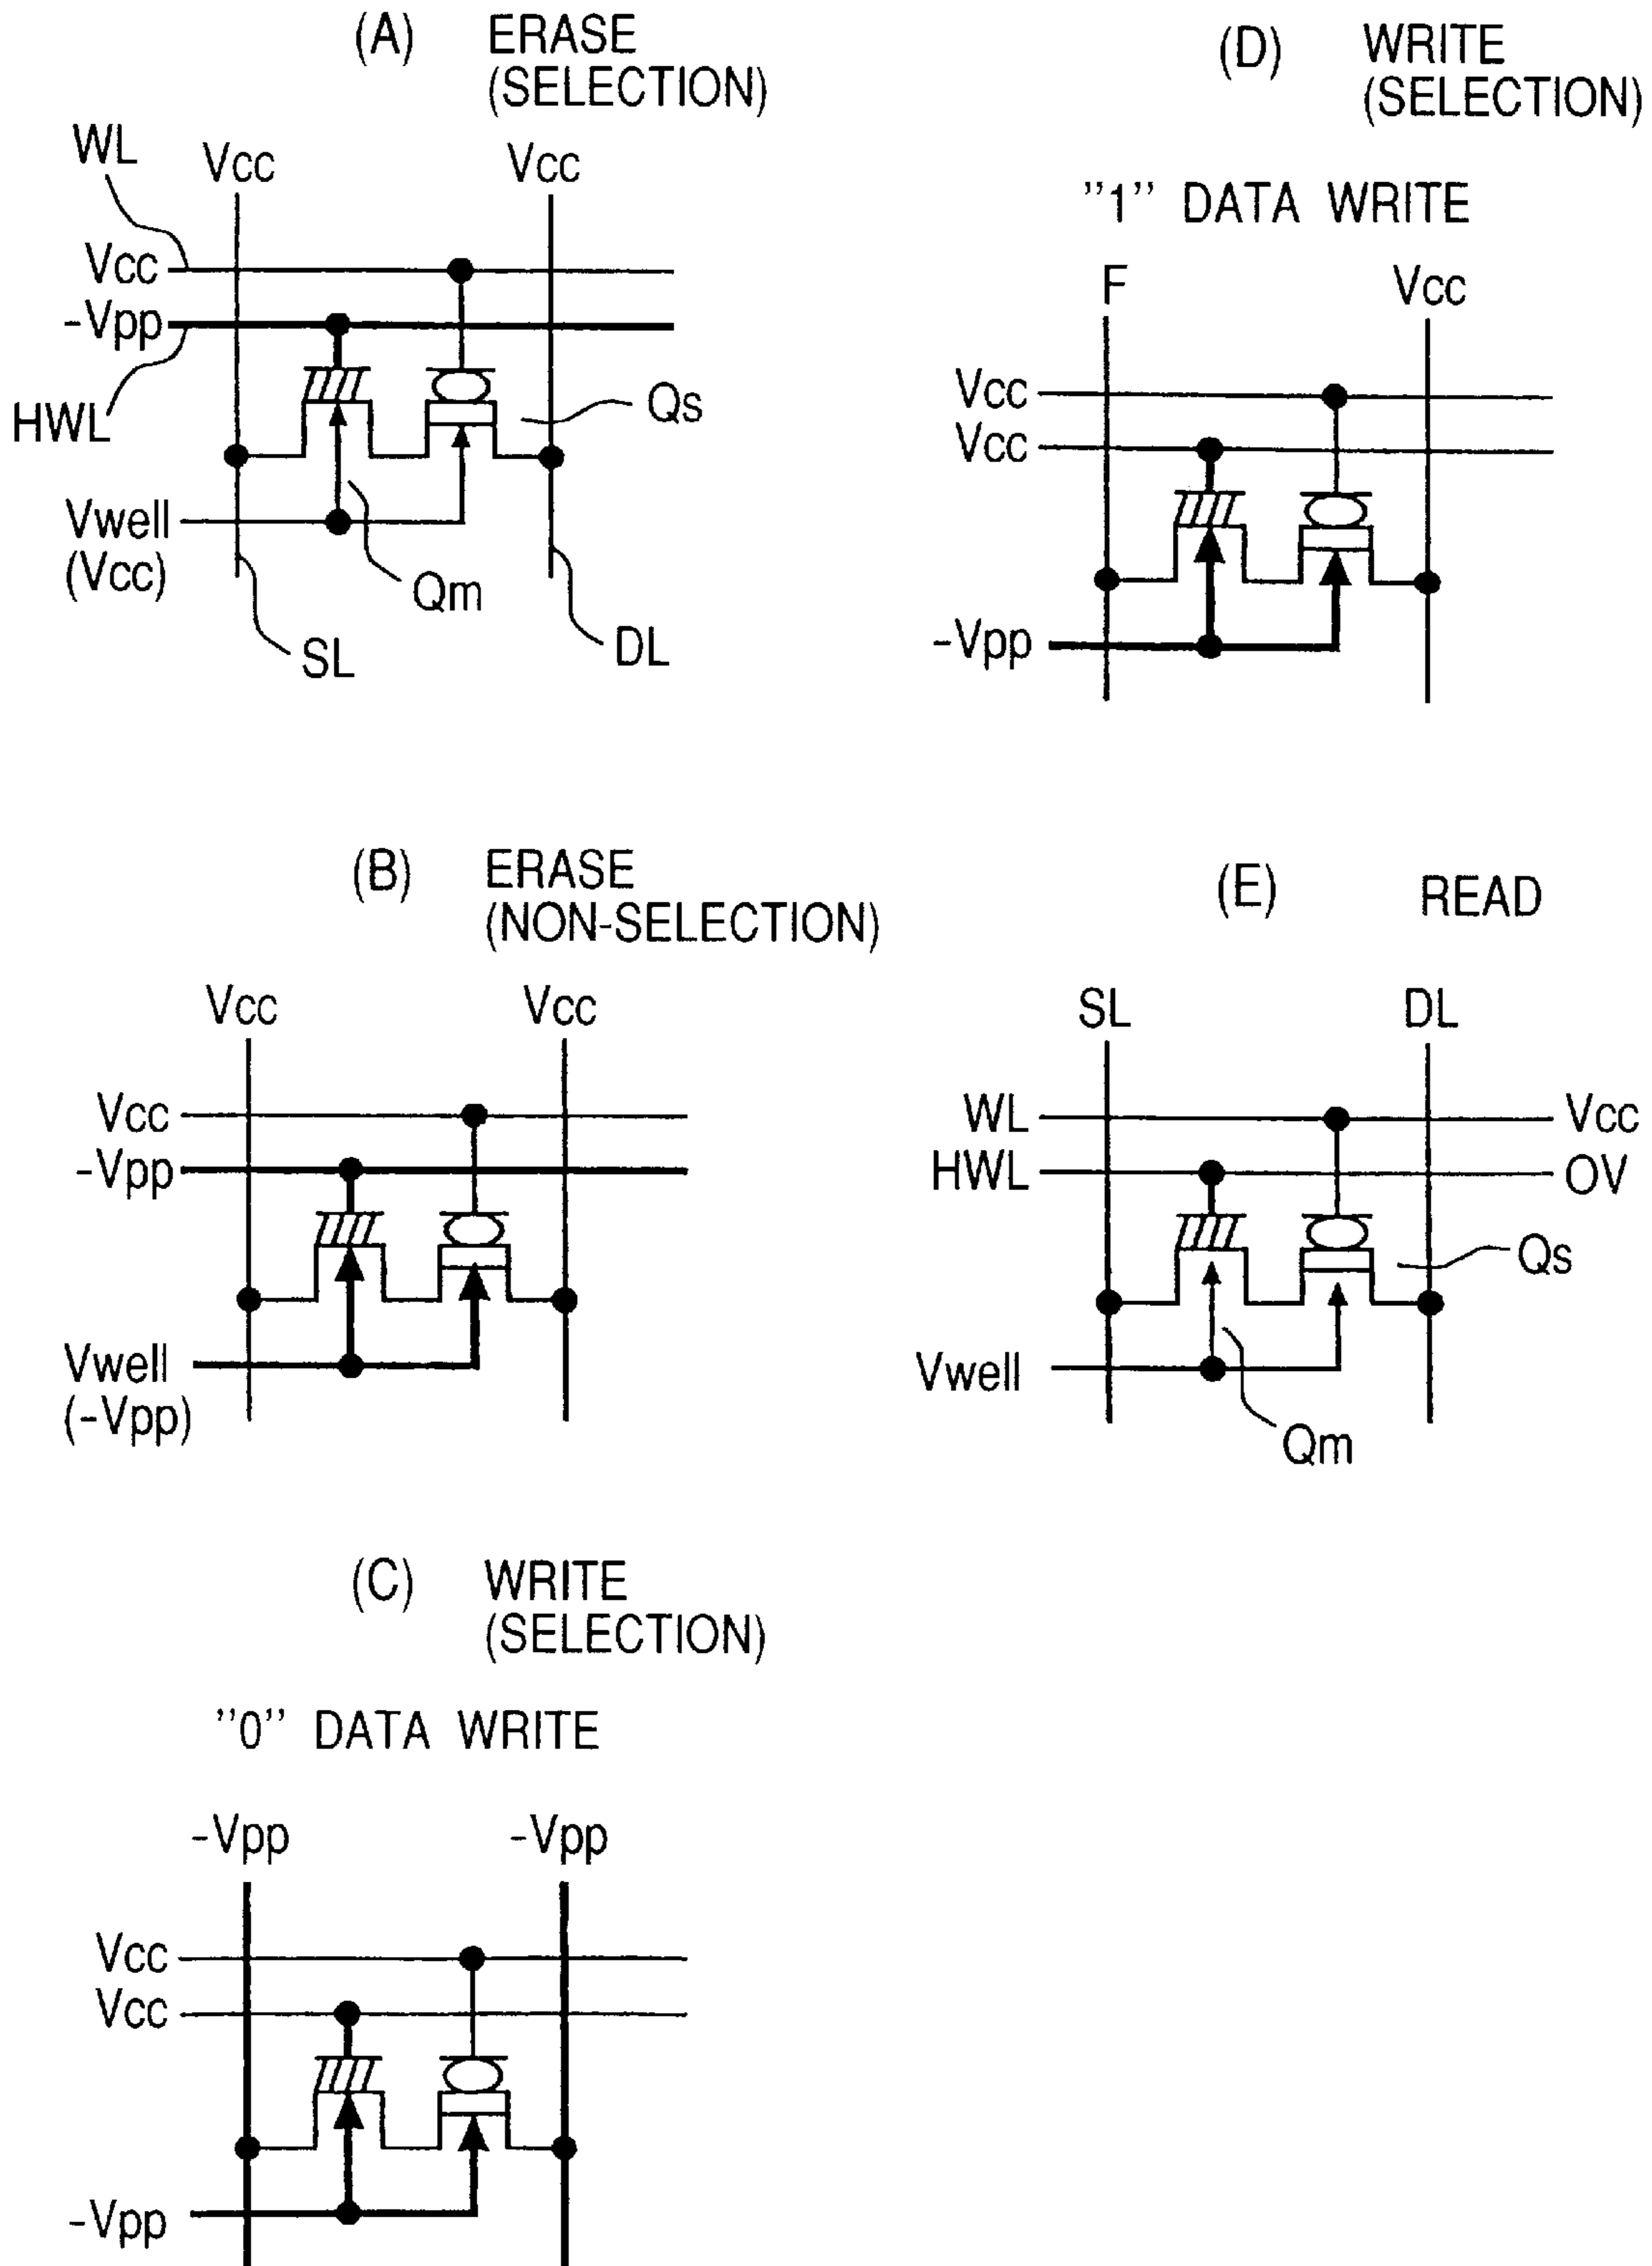 (A) ERASE
(SELECTION)
WL
Vcc Vcc
Vcc
-Vpp
HWL
Qs
Vwell
(Vcc)
Qm
SL
DL
(B) ERASE
(NON-SELECTION)
Vcc Vcc
Vcc
-Vpp
Vwell
(-Vpp)
(C) WRITE
(SELECTION)
"0" DATA WRITE
-Vpp -Vpp
Vcc
Vcc
-Vpp
(D) WRITE
(SELECTION)
"1" DATA WRITE
F Vcc
Vcc
Vcc
-Vpp
(E) READ
SL DL
WL Vcc
HWL OV
Qs
Vwell
Qm